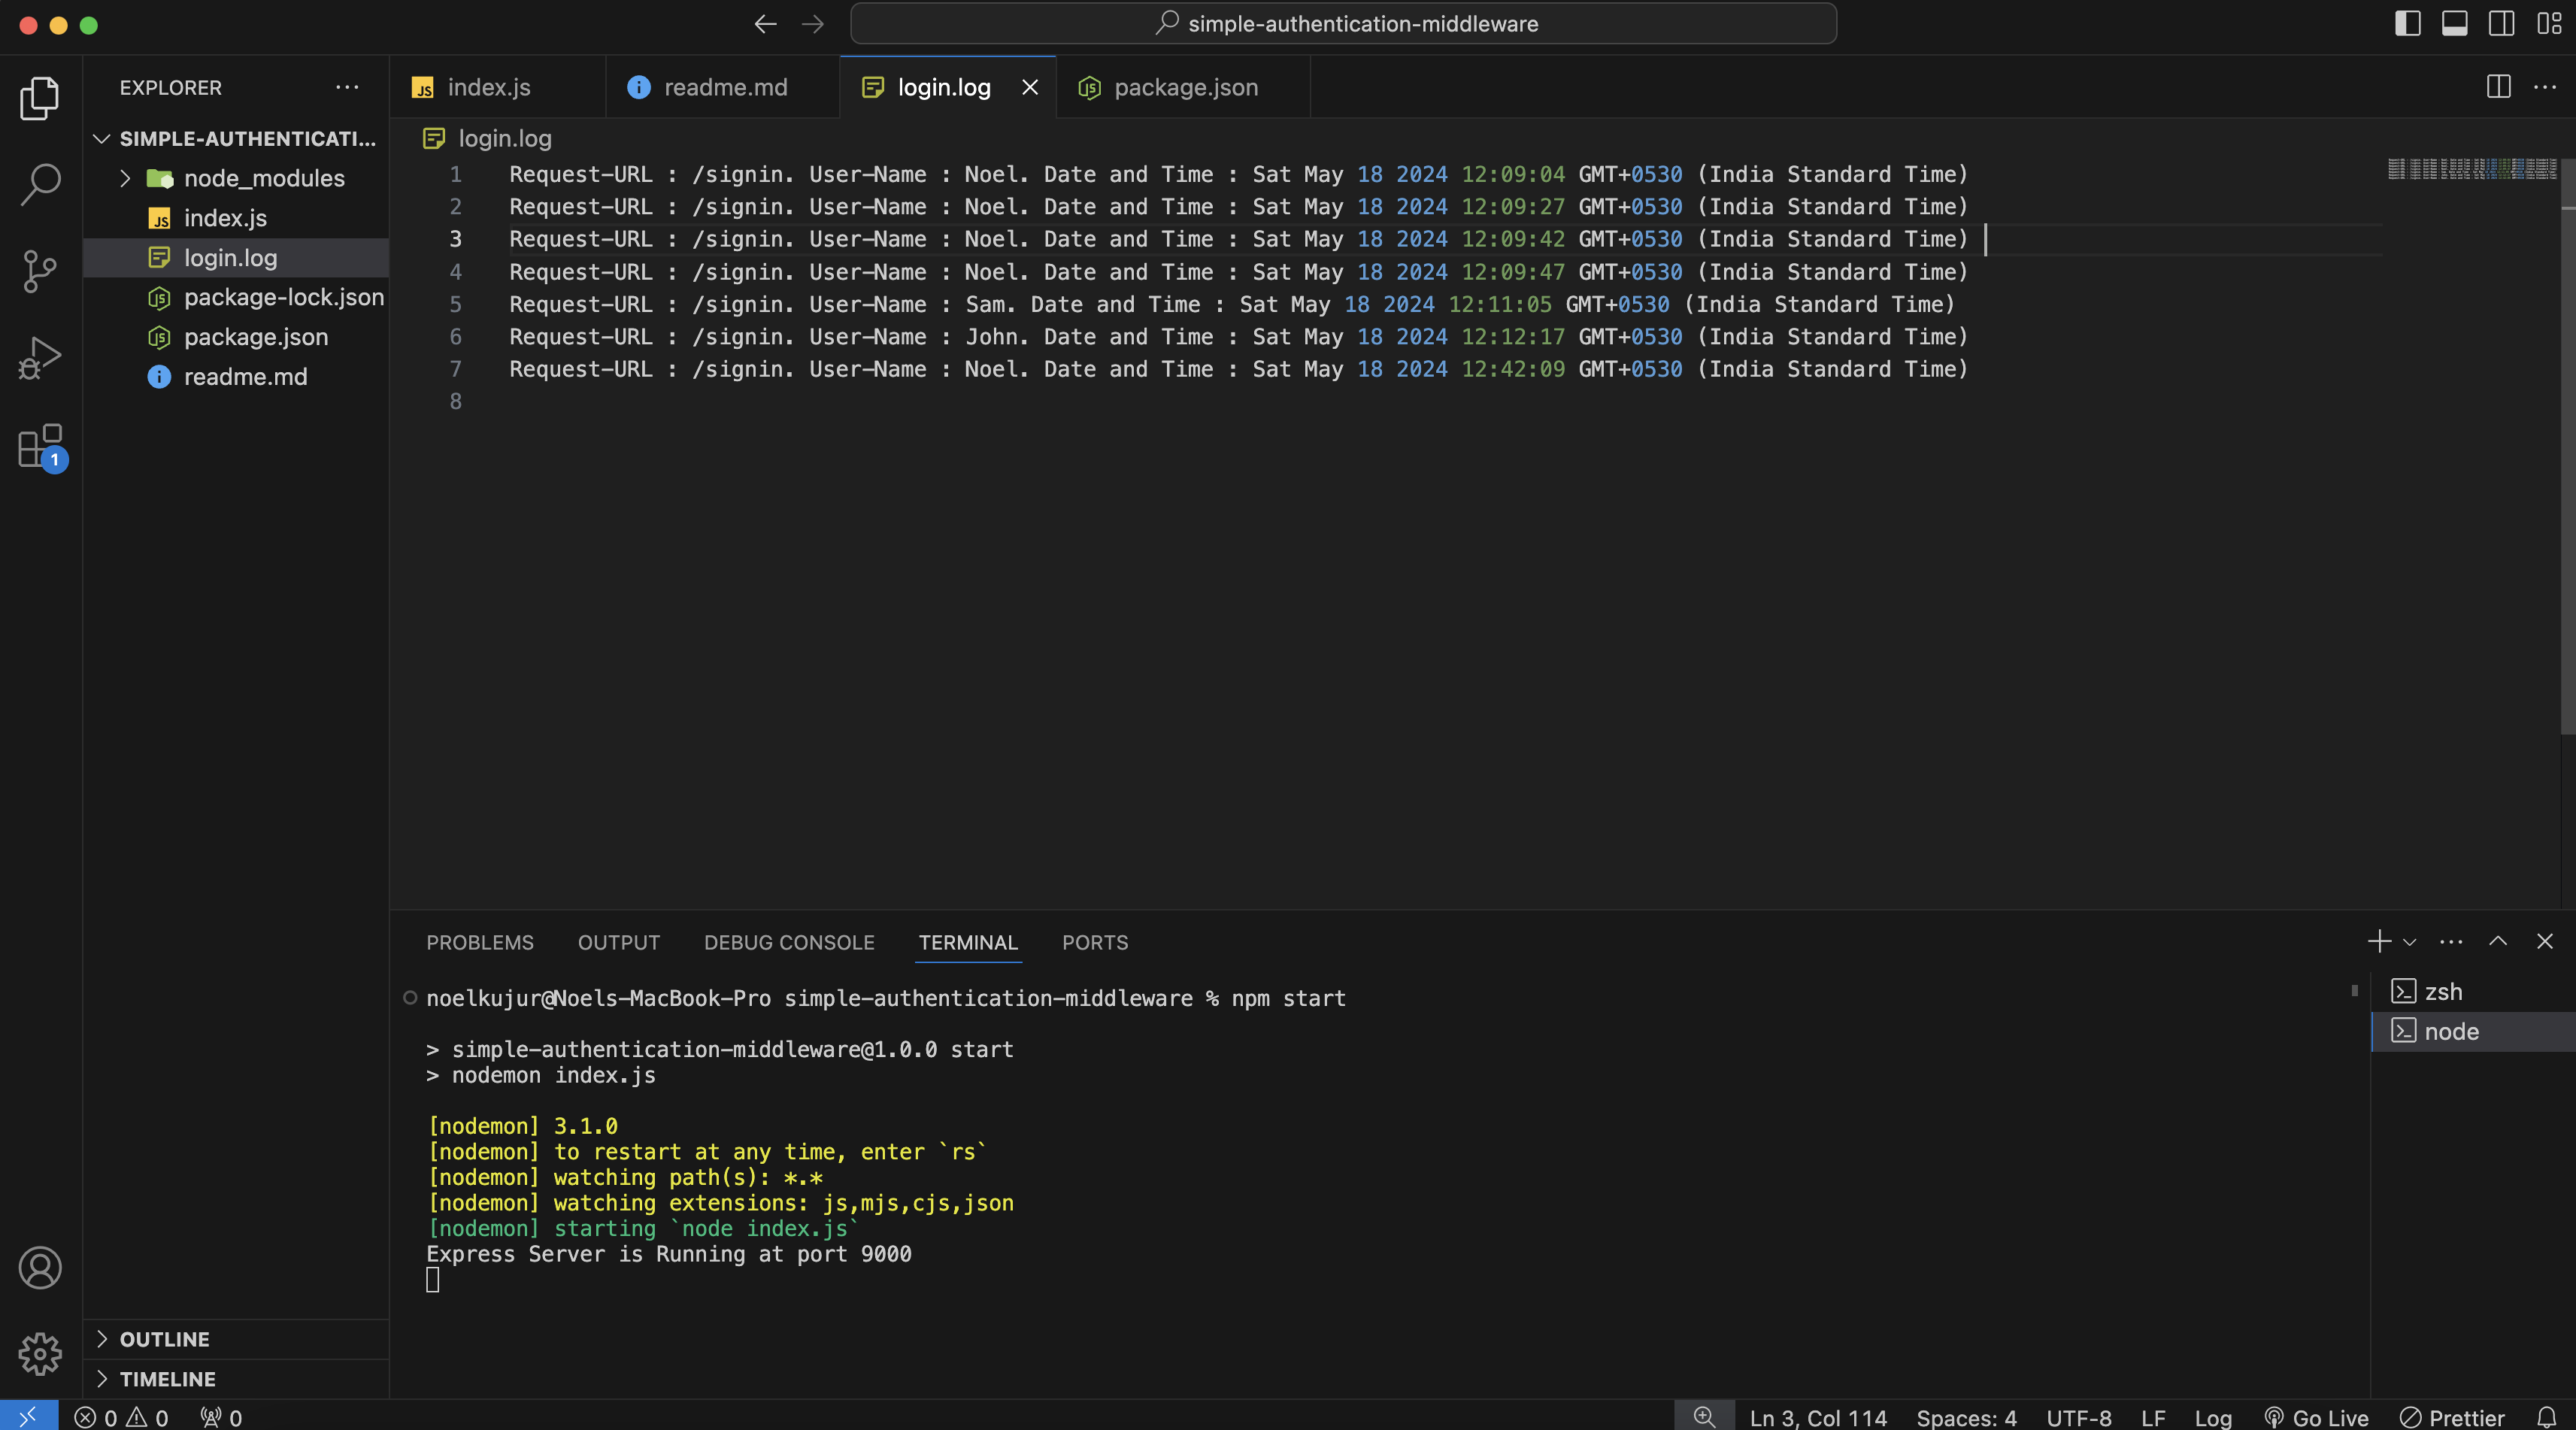 simple-authentication-middleware
EXPLORER
index.js
readme.md
login.log
package.json
SIMPLE-AUTHENTICATI...
node_modules
index.js
login.log
package-lock.json
package.json
readme.md
1
login.log
1 Request-URL : /signin. User-Name : Noel. Date and Time : Sat May 18 2024 12:09:04 GMT+0530 (India Standard Time)
2 Request-URL : /signin. User-Name : Noel. Date and Time : Sat May 18 2024 12:09:27 GMT+0530 (India Standard Time)
3 Request-URL : /signin. User-Name : Noel. Date and Time : Sat May 18 2024 12:09:42 GMT+0530 (India Standard Time)
4 Request-URL : /signin. User-Name : Noel. Date and Time : Sat May 18 2024 12:09:47 GMT+0530 (India Standard Time)
5 Request-URL : /signin. User-Name : Sam. Date and Time : Sat May 18 2024 12:11:05 GMT+0530 (India Standard Time)
6 Request-URL : /signin. User-Name : John. Date and Time : Sat May 18 2024 12:12:17 GMT+0530 (India Standard Time)
7 Request-URL : /signin. User-Name : Noel. Date and Time : Sat May 18 2024 12:42:09 GMT+0530 (India Standard Time)
8
PROBLEMS OUTPUT DEBUG CONSOLE TERMINAL PORTS
noelkujur@Noels-MacBook-Pro simple-authentication-middleware % npm start
> simple-authentication-middleware@1.0.0 start
> nodemon index.js
[nodemon] 3.1.0
[nodemon] to restart at any time, enter `rs`
[nodemon] watching path(s): *.*
[nodemon] watching extensions: js,mjs,cjs,json
[nodemon] starting `node index.js`
Express Server is Running at port 9000
zsh
node
OUTLINE
TIMELINE
0 0 0
Ln 3, Col 114 Spaces: 4 UTF-8 LF Log Go Live Prettier